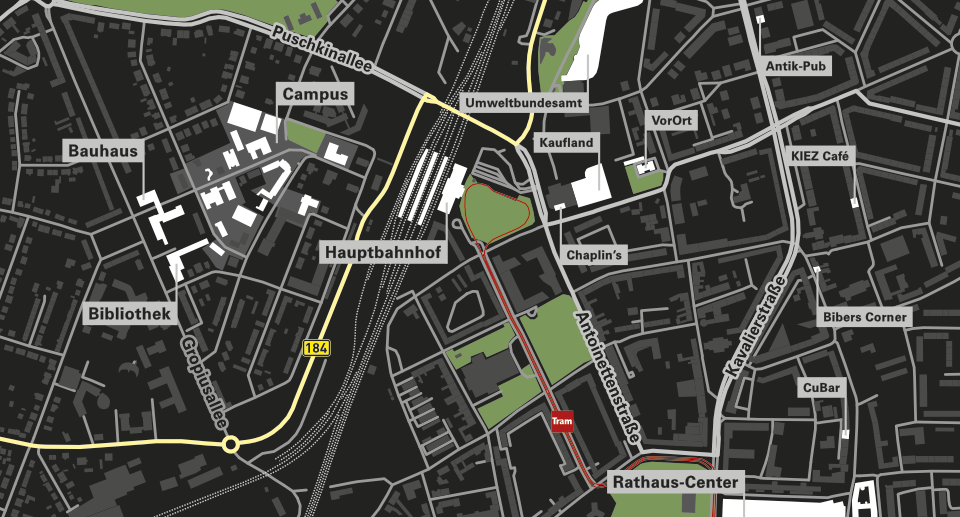 Puschkinallee
Antik-Pub
Campus
Umweltbundesamt
VorOrt
Kaufland
Bauhaus
KIEZ Café
Hauptbahnhof
Chaplin's
Bibliothek
Bibers Corner
Kavalierstraße
184
Gropiusallee
Antoinettenstraße
CuBar
Tram
Rathaus-Center